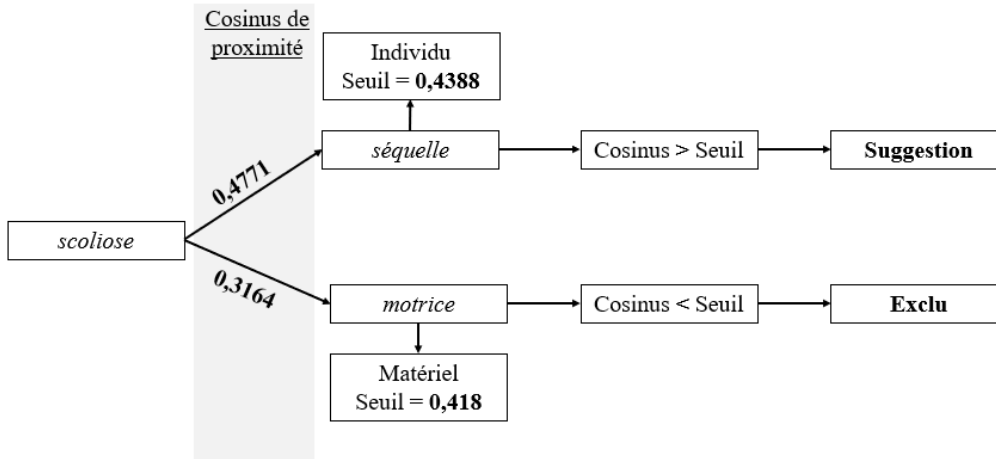 Cosinus de
proximité
Individu
Seuil = 0,4388
séquelle
Cosinus > Seuil
Suggestion
0,4771
scoliose
0,3164
motrice
Cosinus < Seuil
Exclu
Matériel
Seuil = 0,418